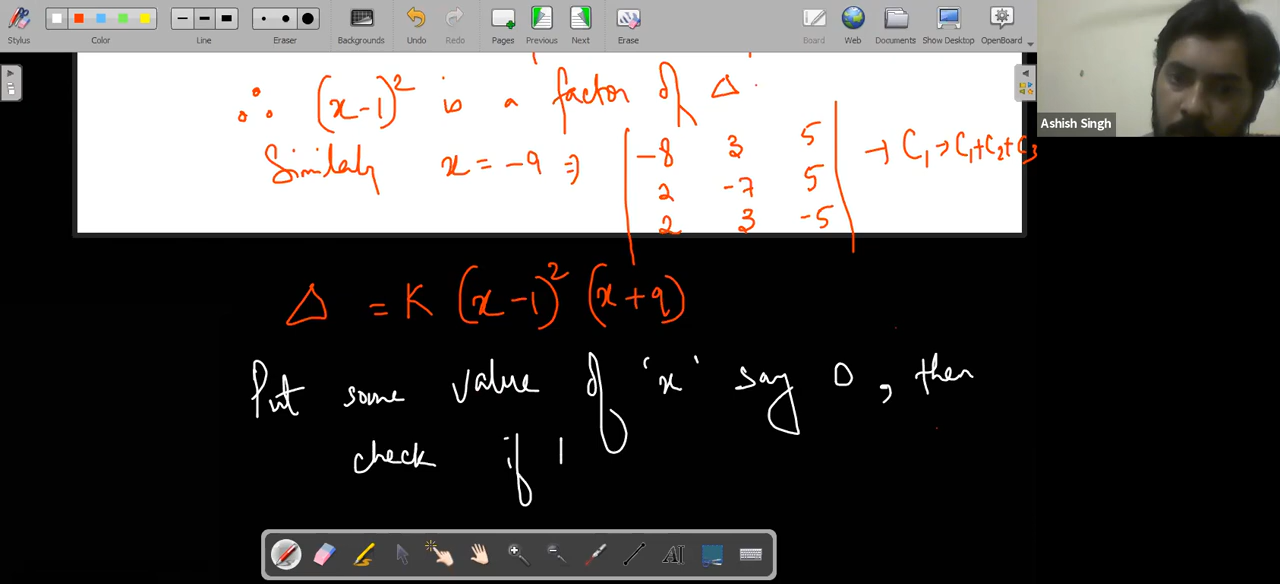 Stylus Color Line Eraser Backgrounds Undo Redo Pages Previous Next Erase Board Web Documents Show Desktop OpenBoard
Ashish Singh
∴ (x-1)² is a factor of Δ.
Similarly x = -9 ⇒ | -8 3 5 | → C₁ → C₁+C₂+C₃
2 -7 5
2 3 -5
Δ = K (x-1)² (x+9)
Put some value of 'x' say 0, then
check if 1